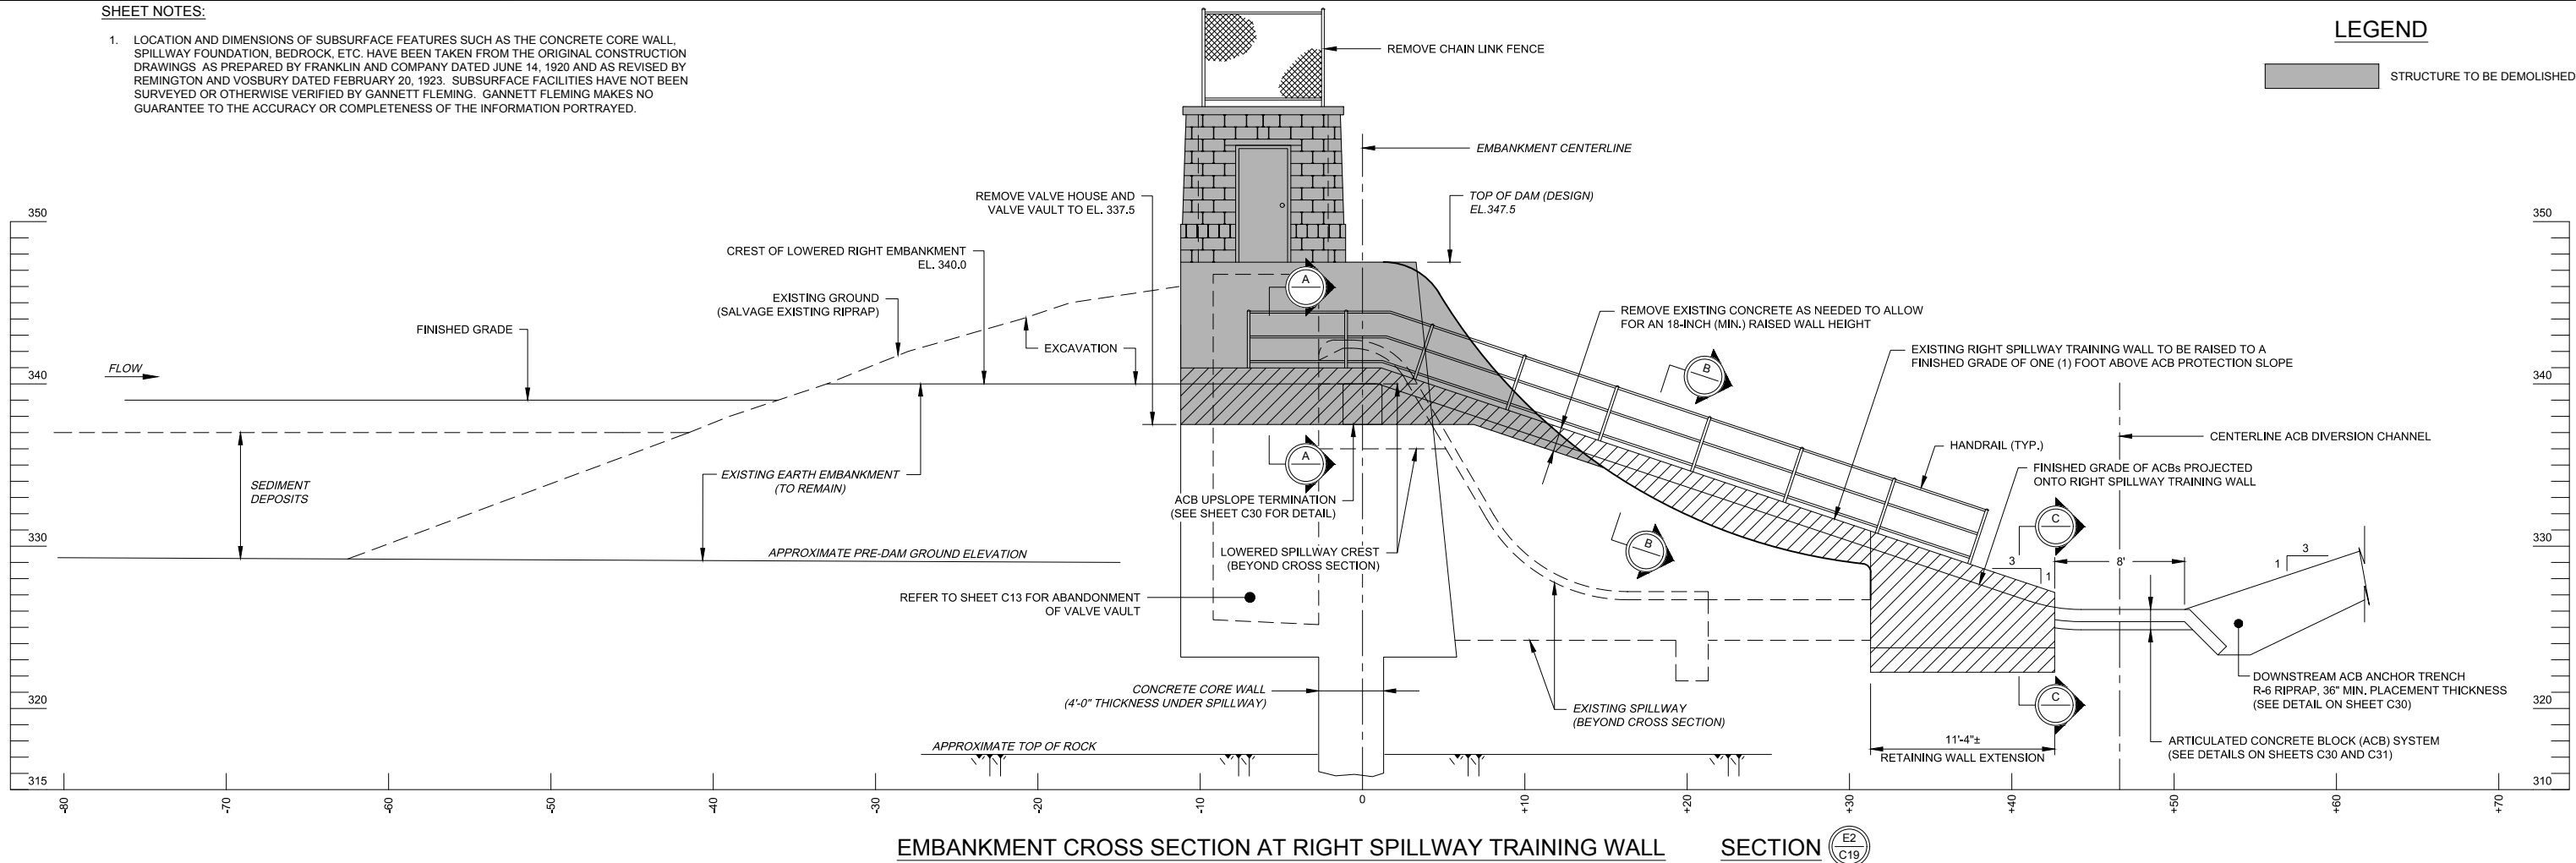 SHEET NOTES:
1. LOCATION AND DIMENSIONS OF SUBSURFACE FEATURES SUCH AS THE CONCRETE CORE WALL,
SPILLWAY FOUNDATION, BEDROCK, ETC. HAVE BEEN TAKEN FROM THE ORIGINAL CONSTRUCTION
DRAWINGS AS PREPARED BY FRANKLIN AND COMPANY DATED JUNE 14, 1920 AND AS REVISED BY
REMINGTON AND VOSBURY DATED FEBRUARY 20, 1923. SUBSURFACE FACILITIES HAVE NOT BEEN
SURVEYED OR OTHERWISE VERIFIED BY GANNETT FLEMING. GANNETT FLEMING MAKES NO
GUARANTEE TO THE ACCURACY OR COMPLETENESS OF THE INFORMATION PORTRAYED.
LEGEND
STRUCTURE TO BE DEMOLISHED
REMOVE CHAIN LINK FENCE
EMBANKMENT CENTERLINE
REMOVE VALVE HOUSE AND
VALVE VAULT TO EL. 337.5
TOP OF DAM (DESIGN)
EL.347.5
CREST OF LOWERED RIGHT EMBANKMENT
EL. 340.0
EXISTING GROUND
(SALVAGE EXISTING RIPRAP)
FINISHED GRADE
EXCAVATION
FLOW
A
REMOVE EXISTING CONCRETE AS NEEDED TO ALLOW
FOR AN 18-INCH (MIN.) RAISED WALL HEIGHT
EXISTING RIGHT SPILLWAY TRAINING WALL TO BE RAISED TO A
FINISHED GRADE OF ONE (1) FOOT ABOVE ACB PROTECTION SLOPE
B
HANDRAIL (TYP.)
CENTERLINE ACB DIVERSION CHANNEL
FINISHED GRADE OF ACBs PROJECTED
ONTO RIGHT SPILLWAY TRAINING WALL
A
SEDIMENT
DEPOSITS
EXISTING EARTH EMBANKMENT
(TO REMAIN)
ACB UPSLOPE TERMINATION
(SEE SHEET C30 FOR DETAIL)
B
C
APPROXIMATE PRE-DAM GROUND ELEVATION
LOWERED SPILLWAY CREST
(BEYOND CROSS SECTION)
3
1
8'
3
1
REFER TO SHEET C13 FOR ABANDONMENT
OF VALVE VAULT
CONCRETE CORE WALL
(4'-0" THICKNESS UNDER SPILLWAY)
EXISTING SPILLWAY
(BEYOND CROSS SECTION)
C
DOWNSTREAM ACB ANCHOR TRENCH
R-6 RIPRAP, 36" MIN. PLACEMENT THICKNESS
(SEE DETAIL ON SHEET C30)
APPROXIMATE TOP OF ROCK
11'-4"±
RETAINING WALL EXTENSION
ARTICULATED CONCRETE BLOCK (ACB) SYSTEM
(SEE DETAILS ON SHEETS C30 AND C31)
350
340
330
320
315
350
340
330
320
310
-80
-70
-60
-50
-40
-30
-20
-10
0
+10
+20
+30
+40
+50
+60
+70
EMBANKMENT CROSS SECTION AT RIGHT SPILLWAY TRAINING WALL
SECTION
E2
C19